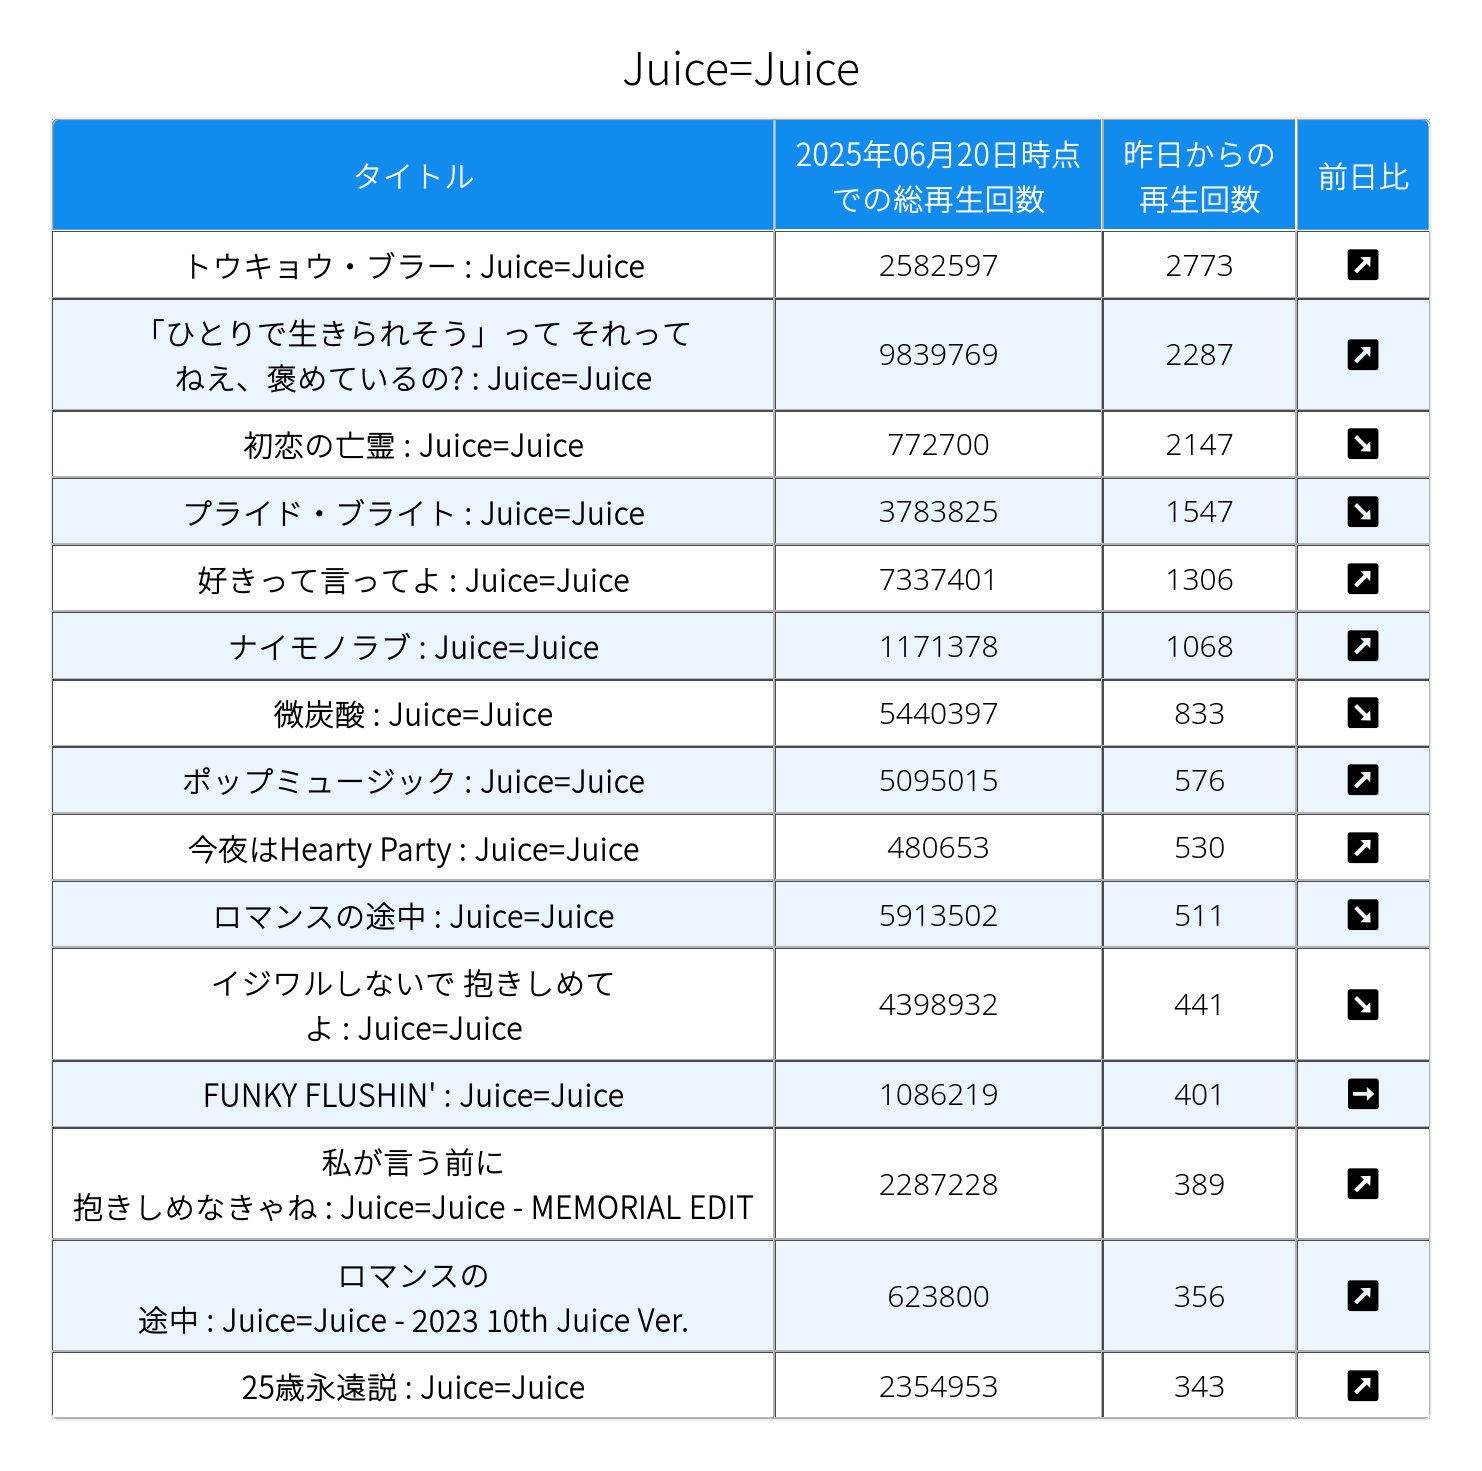 Juice=Juice
タイトル
2025年06月20日時点
での総再生回数
昨日からの
再生回数
前日比
トウキョウ・ブラー : Juice=Juice 2582597 2773
「ひとりで生きられそう」って それって
ねえ、褒めているの? : Juice=Juice 9839769 2287
初恋の亡霊 : Juice=Juice 772700 2147
プライド・ブライト : Juice=Juice 3783825 1547
好きって言ってよ : Juice=Juice 7337401 1306
ナイモノラブ : Juice=Juice 1171378 1068
微炭酸 : Juice=Juice 5440397 833
ポップミュージック : Juice=Juice 5095015 576
今夜はHearty Party : Juice=Juice 480653 530
ロマンスの途中 : Juice=Juice 5913502 511
イジワルしないで 抱きしめて
よ : Juice=Juice 4398932 441
FUNKY FLUSHIN' : Juice=Juice 1086219 401
私が言う前に
抱きしめなきゃね : Juice=Juice - MEMORIAL EDIT 2287228 389
ロマンスの
途中 : Juice=Juice - 2023 10th Juice Ver. 623800 356
25歳永遠説 : Juice=Juice 2354953 343